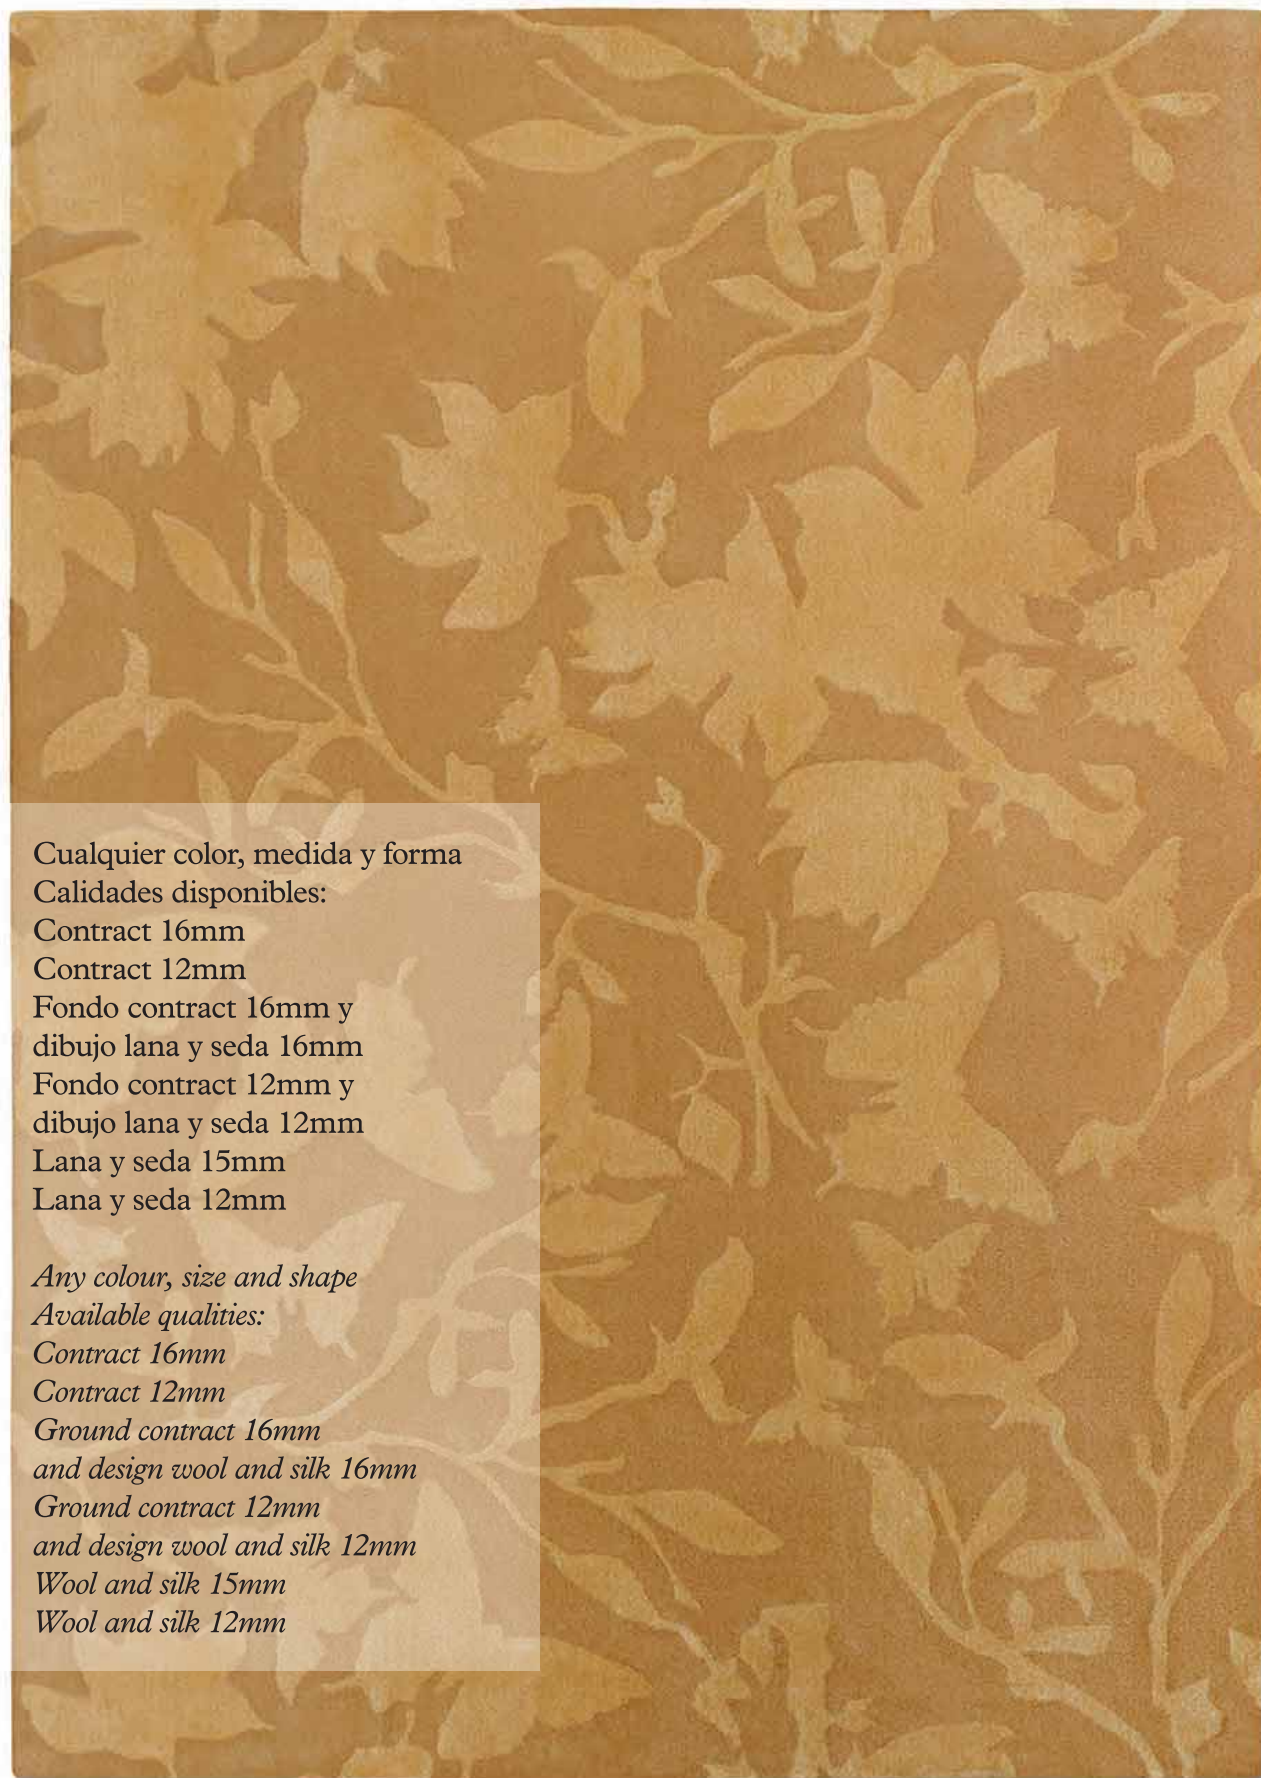 Cualquier color, medida y forma
Calidades disponibles:
Contract 16mm
Contract 12mm
Fondo contract 16mm y
dibujo lana y seda 16mm
Fondo contract 12mm y
dibujo lana y seda 12mm
Lana y seda 15mm
Lana y seda 12mm
Any colour, size and shape
Available qualities:
Contract 16mm
Contract 12mm
Ground contract 16mm
and design wool and silk 16mm
Ground contract 12mm
and design wool and silk 12mm
Wool and silk 15mm
Wool and silk 12mm